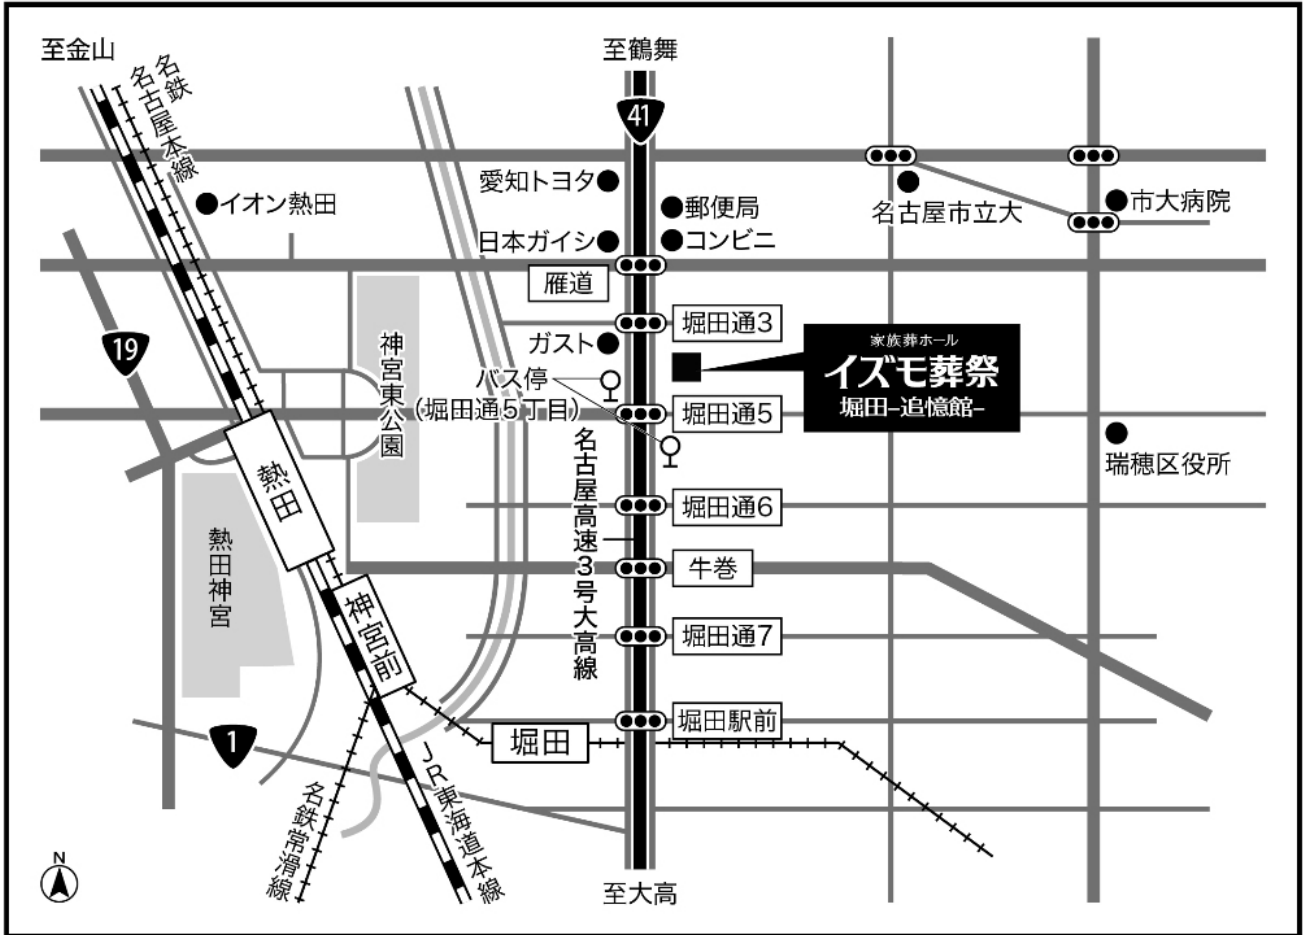 至金山
至鶴舞
名鉄
名古屋本線
41
愛知トヨタ
郵便局
イオン熱田
名古屋市立大
市大病院
日本ガイシ
コンビニ
雁道
19
堀田通3
ガスト
神宮東公園
家族葬ホール
イズモ葬祭
堀田–追憶館–
バス停
(堀田通5丁目)
堀田通5
瑞穂区役所
熱田
名古屋高速3号大高線
堀田通6
熱田神宮
牛巻
神宮前
堀田通7
堀田駅前
1
堀田
JR東海道本線
名鉄常滑線
N
至大高